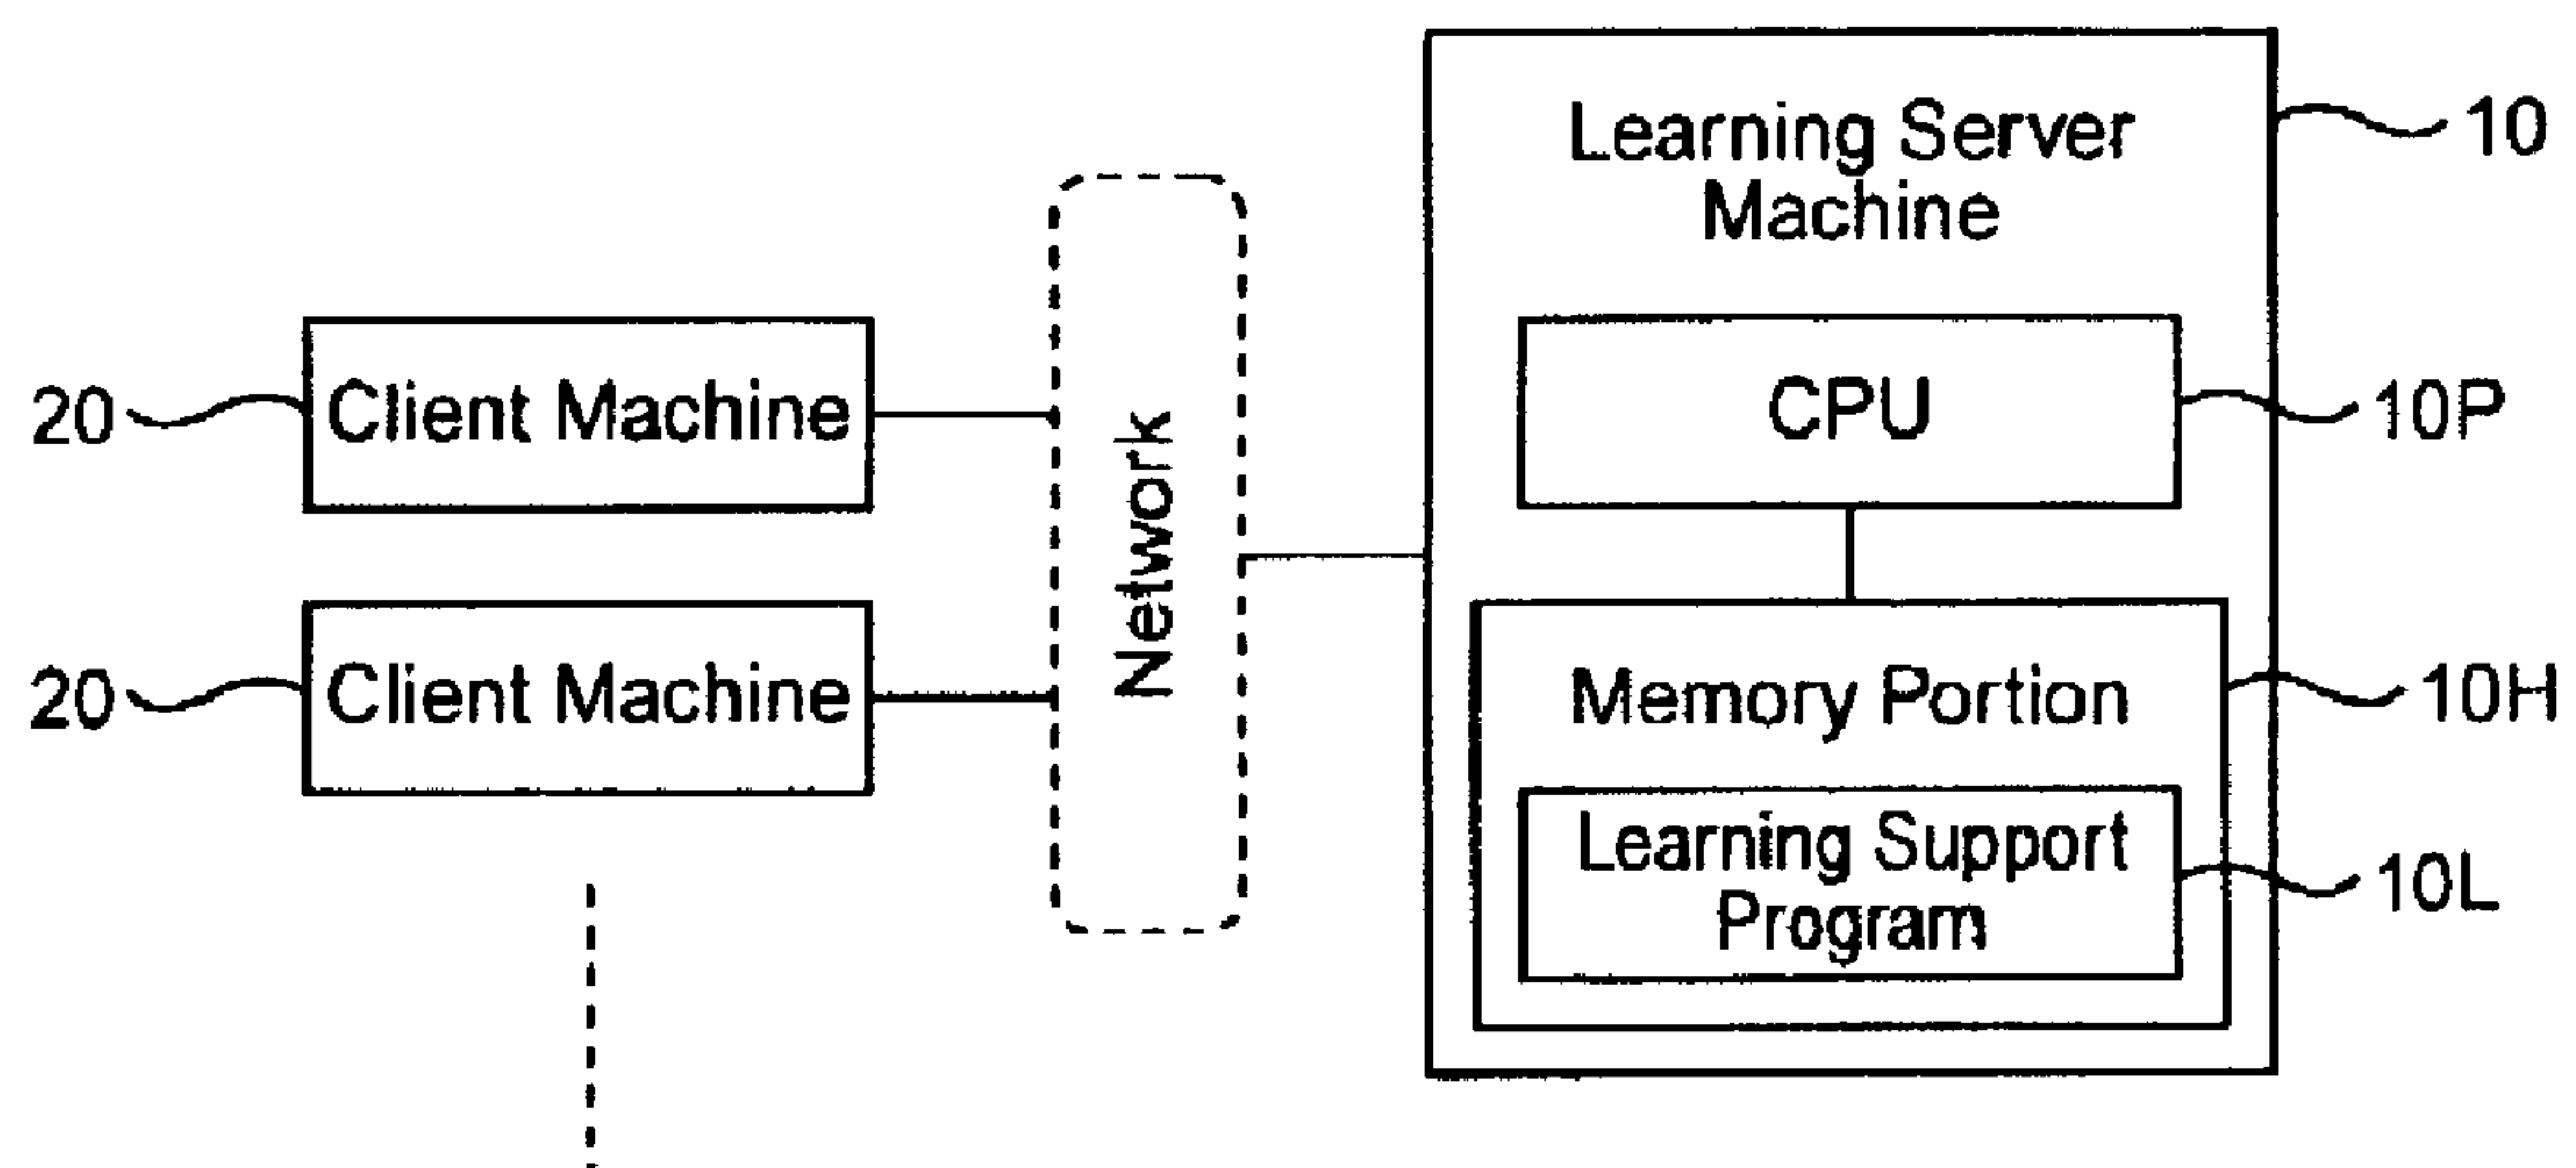 Learning Server
Machine
10
CPU
10P
20
Client Machine
Network
20
Client Machine
Memory Portion
10H
Learning Support
Program
10L